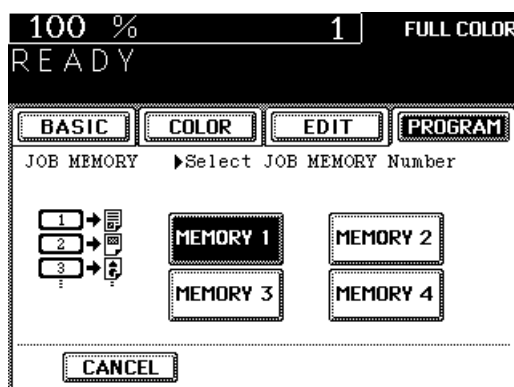 100 % 1 FULL COLOR
READY
BASIC COLOR EDIT PROGRAM
JOB MEMORY ▶Select JOB MEMORY Number
1
2
3
MEMORY 1 MEMORY 2
MEMORY 3 MEMORY 4
CANCEL